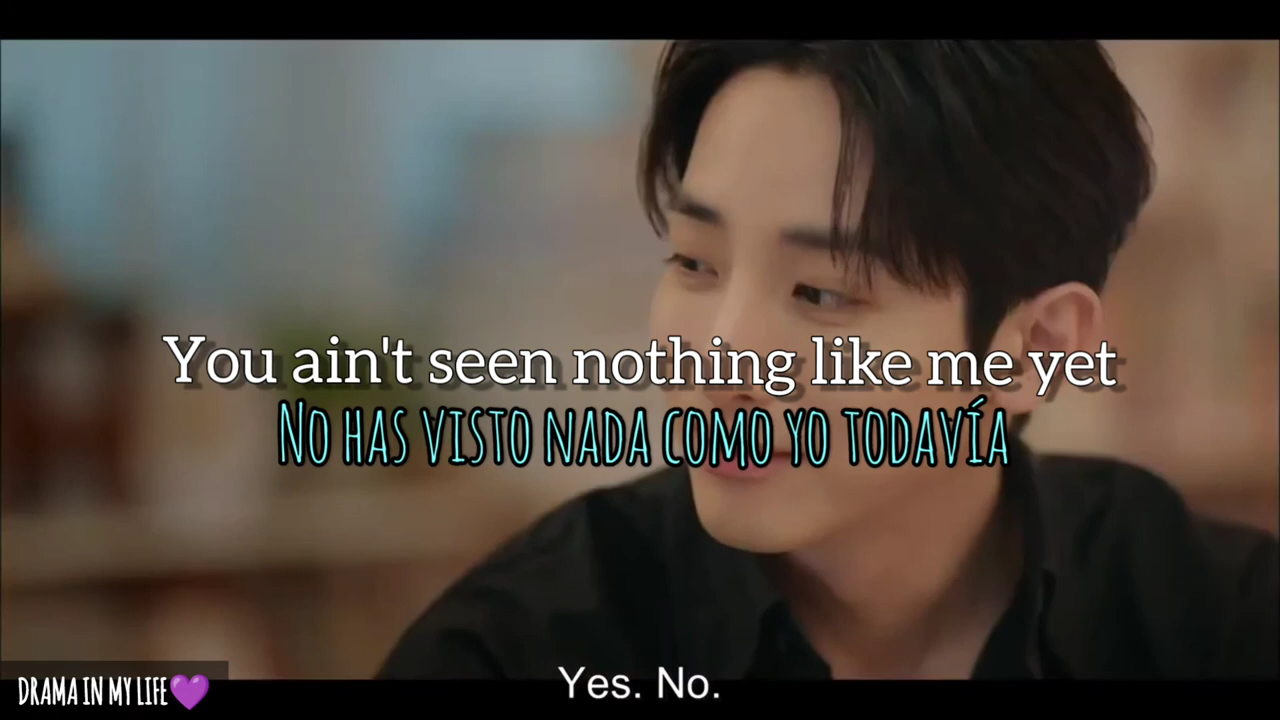 You ain't seen nothing like me yet
No has visto nada como yo todavía
Yes. No.
DRAMA IN MY LIFE💜